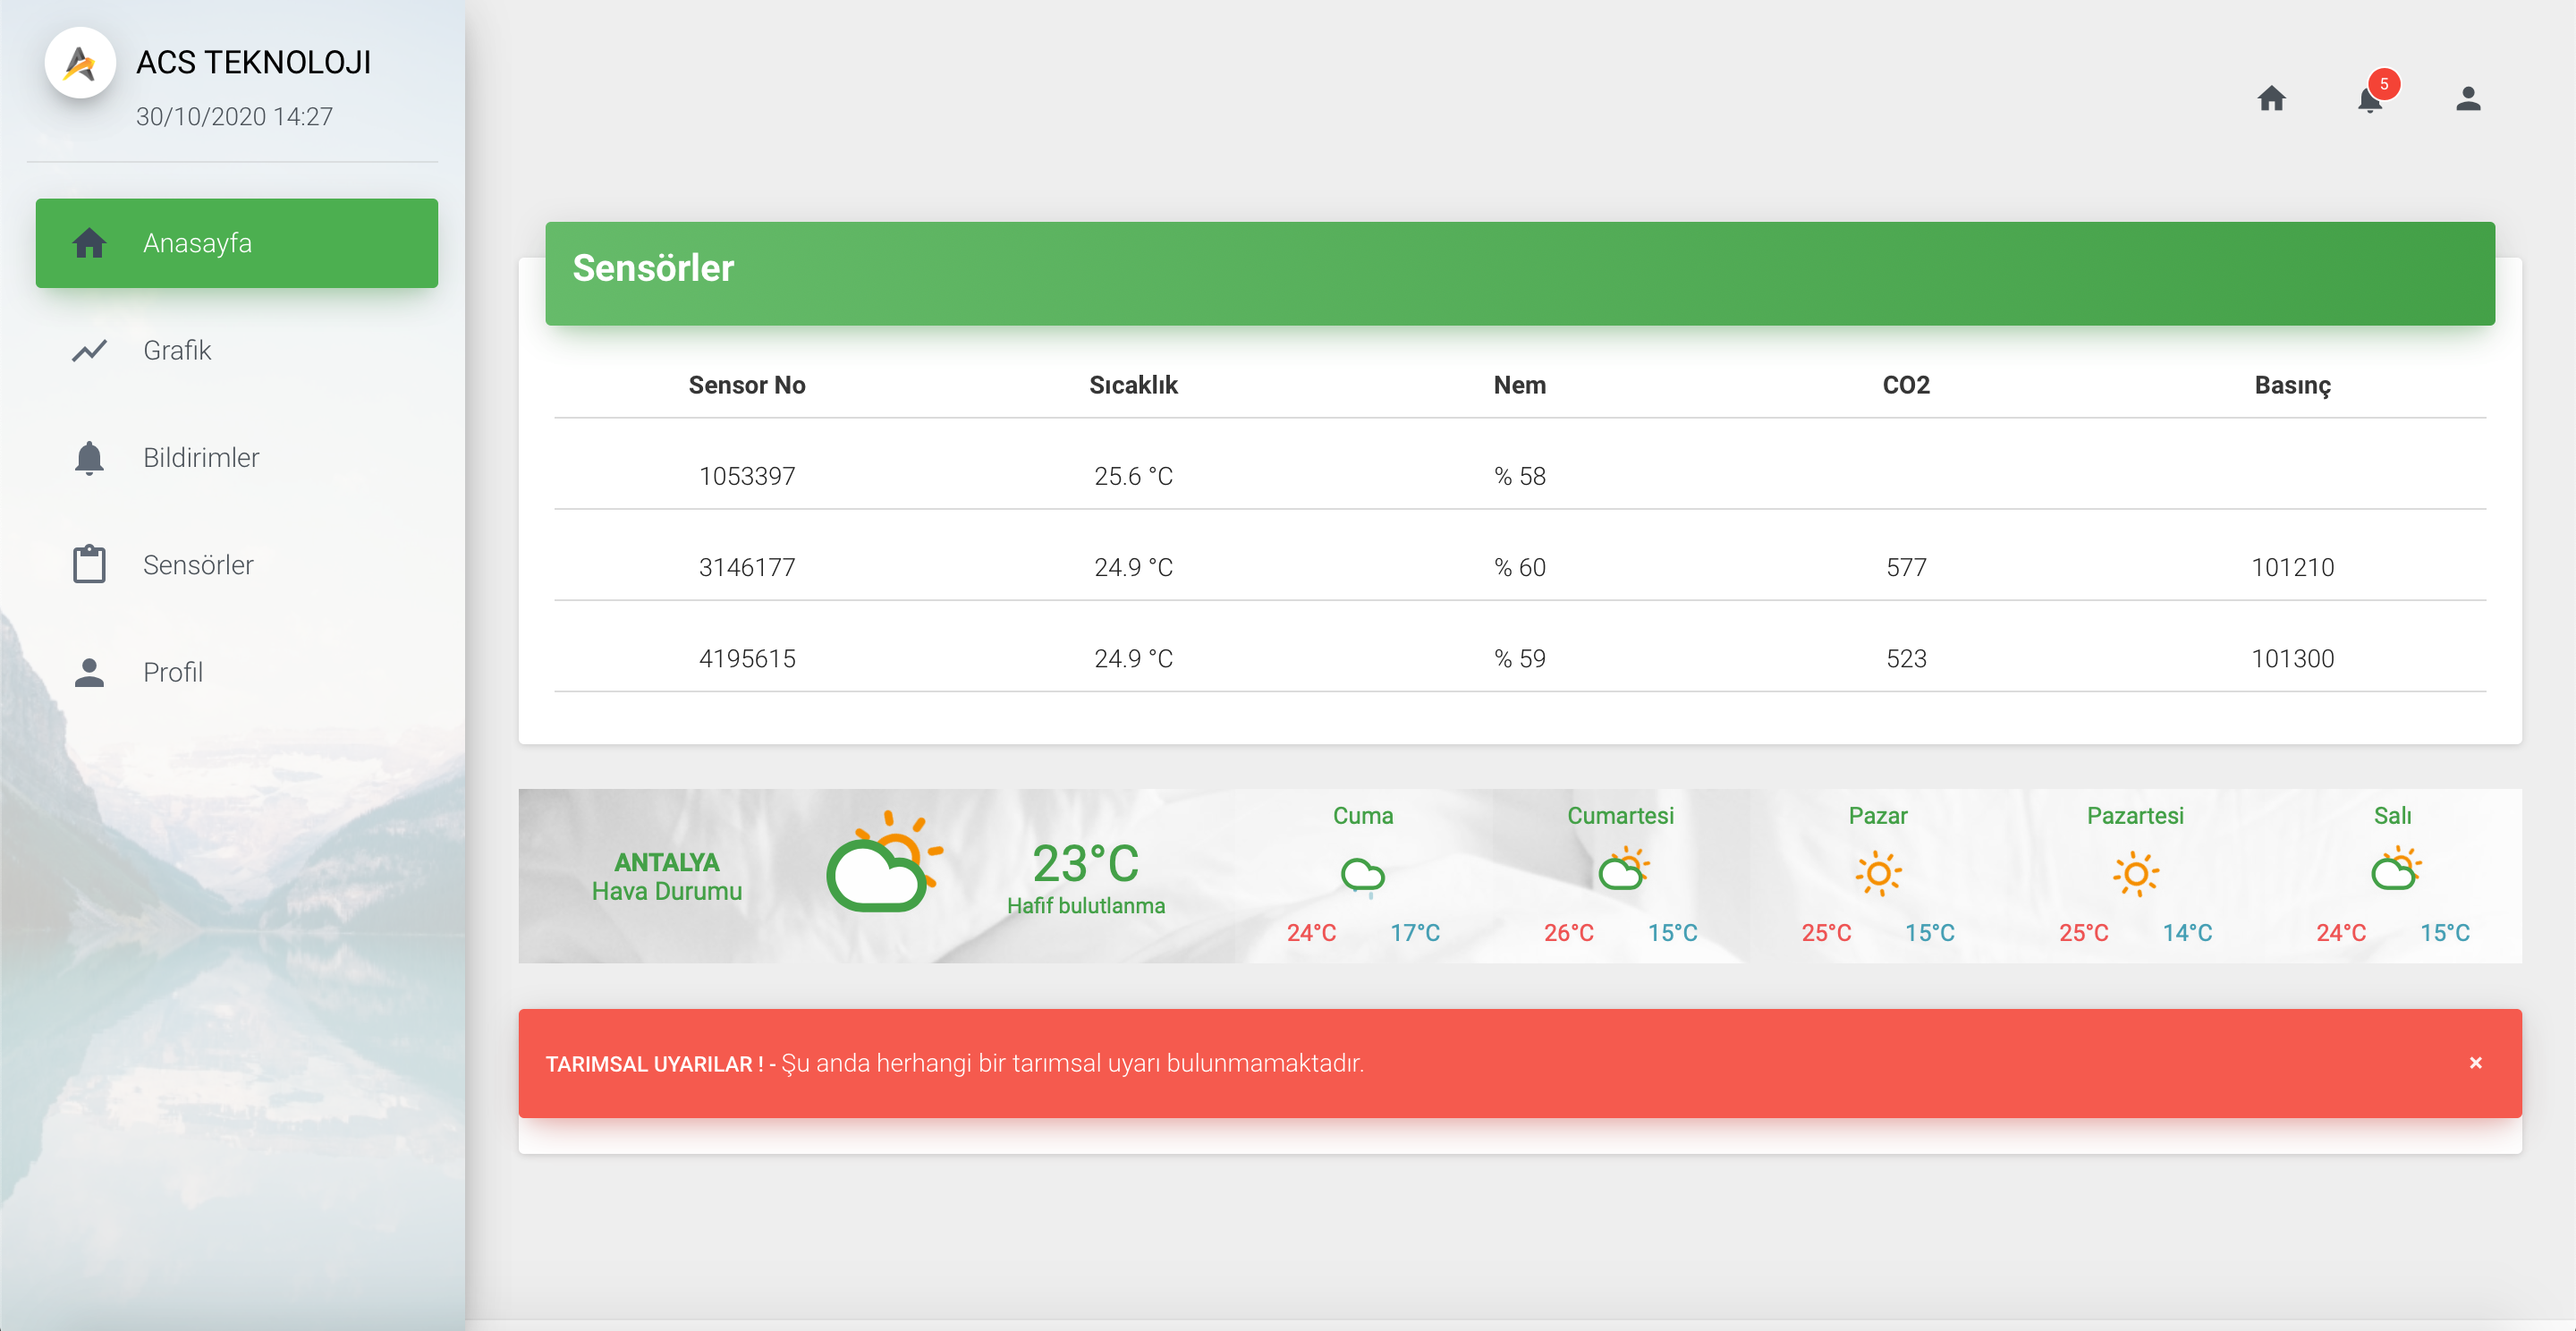 ACS TEKNOLOJI
30/10/2020 14:27
Anasayfa
Grafik
Bildirimler
Sensörler
Profil
5
Sensörler
Sensor No Sıcaklık Nem CO2 Basınç
1053397 25.6 °C % 58
3146177 24.9 °C % 60 577 101210
4195615 24.9 °C % 59 523 101300
ANTALYA
Hava Durumu
23°C
Hafif bulutlanma
Cuma Cumartesi Pazar Pazartesi Salı
24°C 17°C 26°C 15°C 25°C 15°C 25°C 14°C 24°C 15°C
TARIMSAL UYARILAR ! - Şu anda herhangi bir tarımsal uyarı bulunmamaktadır. ×